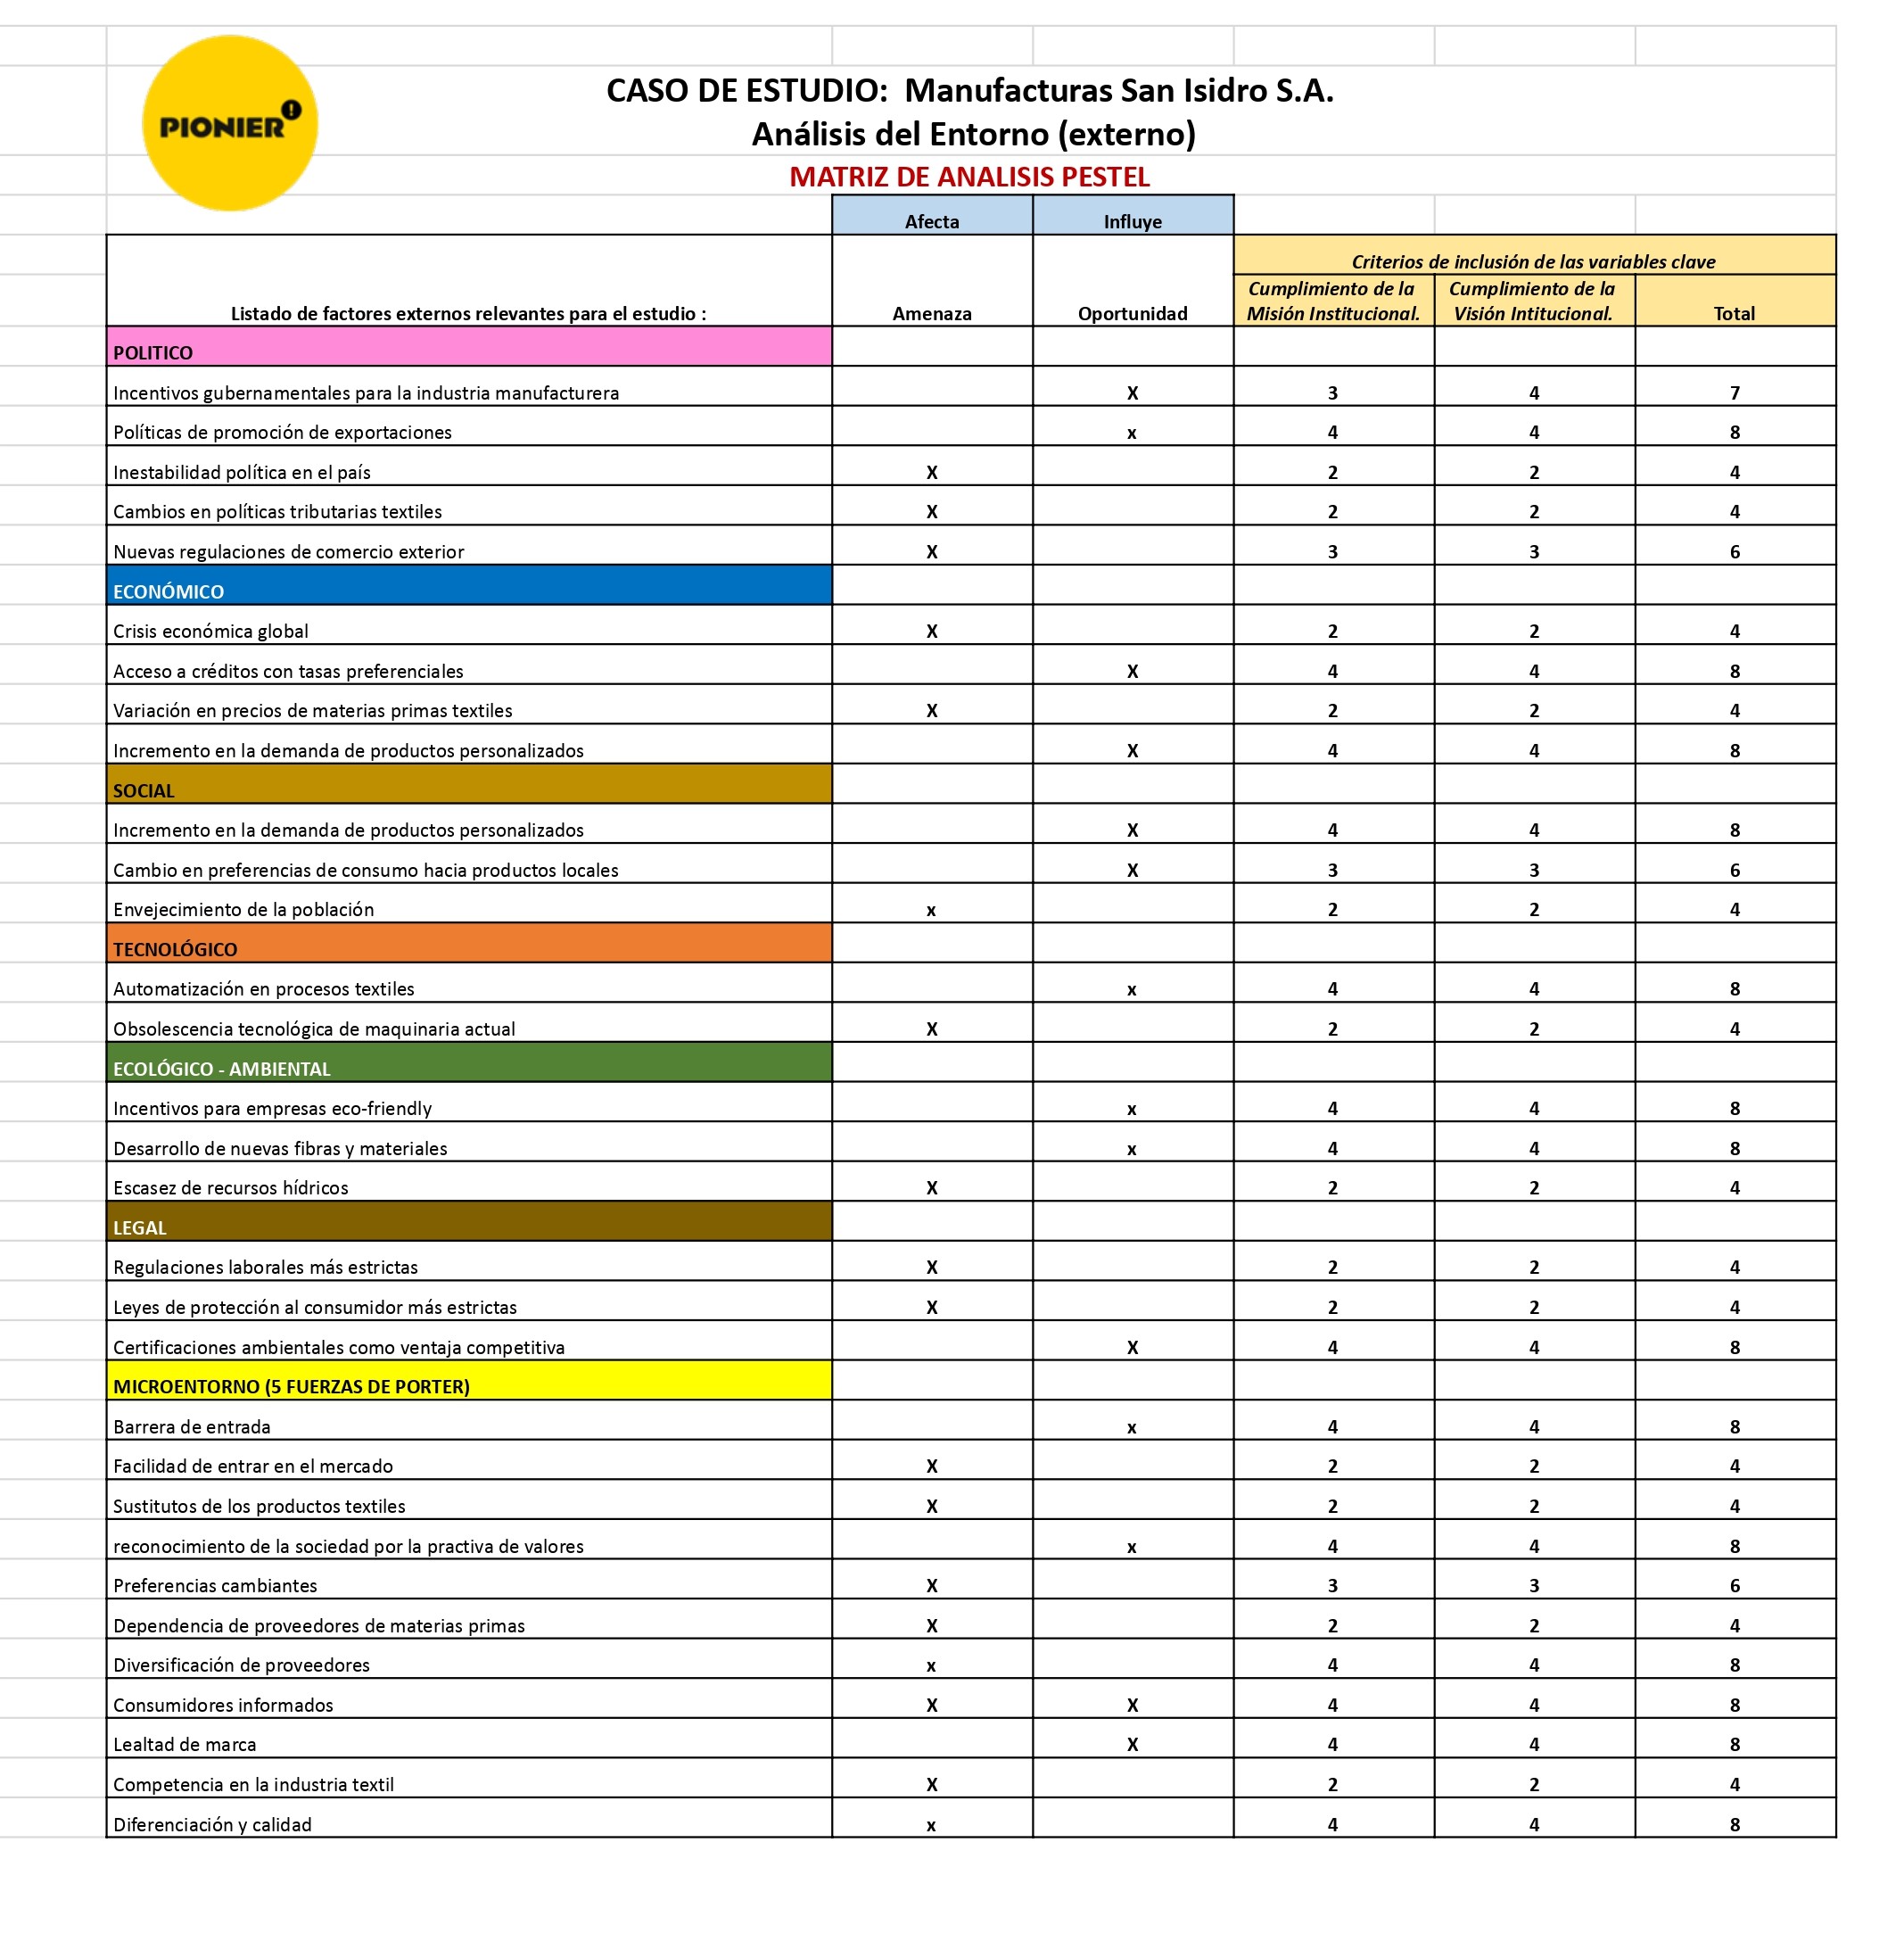 PIONIER!
CASO DE ESTUDIO: Manufacturas San Isidro S.A.
Análisis del Entorno (externo)
MATRIZ DE ANALISIS PESTEL
Afecta Influye
Criterios de inclusión de las variables clave
Listado de factores externos relevantes para el estudio : Amenaza Oportunidad Cumplimiento de la Misión Institucional. Cumplimiento de la Visión Intitucional. Total
POLITICO
Incentivos gubernamentales para la industria manufacturera X 3 4 7
Políticas de promoción de exportaciones x 4 4 8
Inestabilidad política en el país X 2 2 4
Cambios en políticas tributarias textiles X 2 2 4
Nuevas regulaciones de comercio exterior X 3 3 6
ECONÓMICO
Crisis económica global X 2 2 4
Acceso a créditos con tasas preferenciales X 4 4 8
Variación en precios de materias primas textiles X 2 2 4
Incremento en la demanda de productos personalizados X 4 4 8
SOCIAL
Incremento en la demanda de productos personalizados X 4 4 8
Cambio en preferencias de consumo hacia productos locales X 3 3 6
Envejecimiento de la población x 2 2 4
TECNOLÓGICO
Automatización en procesos textiles x 4 4 8
Obsolescencia tecnológica de maquinaria actual X 2 2 4
ECOLÓGICO - AMBIENTAL
Incentivos para empresas eco-friendly x 4 4 8
Desarrollo de nuevas fibras y materiales x 4 4 8
Escasez de recursos hídricos X 2 2 4
LEGAL
Regulaciones laborales más estrictas X 2 2 4
Leyes de protección al consumidor más estrictas X 2 2 4
Certificaciones ambientales como ventaja competitiva X 4 4 8
MICROENTORNO (5 FUERZAS DE PORTER)
Barrera de entrada x 4 4 8
Facilidad de entrar en el mercado X 2 2 4
Sustitutos de los productos textiles X 2 2 4
reconocimiento de la sociedad por la practiva de valores x 4 4 8
Preferencias cambiantes X 3 3 6
Dependencia de proveedores de materias primas X 2 2 4
Diversificación de proveedores x 4 4 8
Consumidores informados X X 4 4 8
Lealtad de marca X 4 4 8
Competencia en la industria textil X 2 2 4
Diferenciación y calidad x 4 4 8